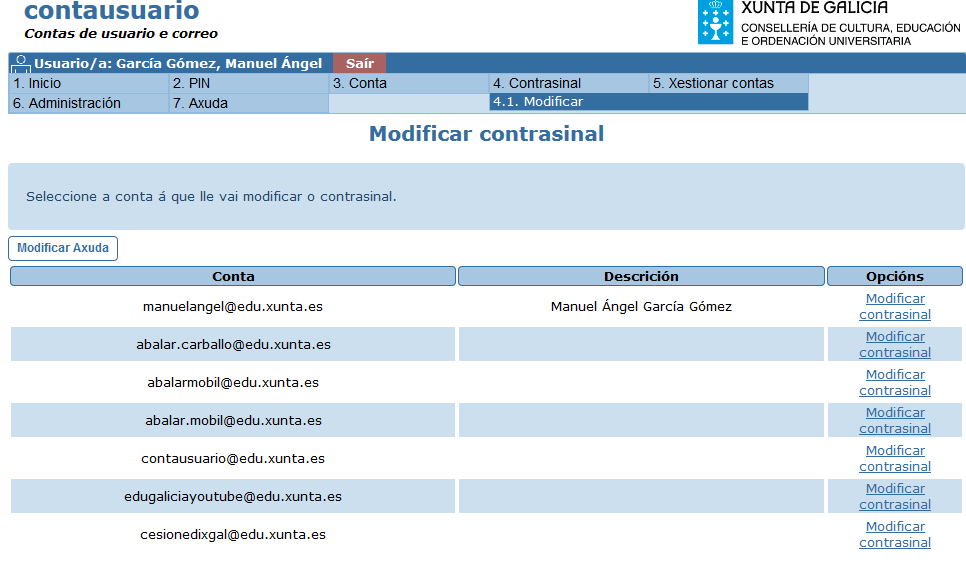 contausuario
Contas de usuario e correo
XUNTA DE GALICIA
CONSELLERÍA DE CULTURA, EDUCACIÓN
E ORDENACIÓN UNIVERSITARIA
Usuario/a: García Gómez, Manuel Ángel Saír
1. Inicio 2. PIN 3. Conta 4. Contrasinal 5. Xestionar contas
6. Administración 7. Axuda 4.1. Modificar
Modificar contrasinal
Seleccione a conta á que lle vai modificar o contrasinal.
Modificar Axuda
Conta Descrición Opcións
manuelangel@edu.xunta.es Manuel Ángel García Gómez Modificar
contrasinal
abalar.carballo@edu.xunta.es Modificar
contrasinal
abalarmobil@edu.xunta.es Modificar
contrasinal
abalar.mobil@edu.xunta.es Modificar
contrasinal
contausuario@edu.xunta.es Modificar
contrasinal
edugaliciayoutube@edu.xunta.es Modificar
contrasinal
cesionedixgal@edu.xunta.es Modificar
contrasinal